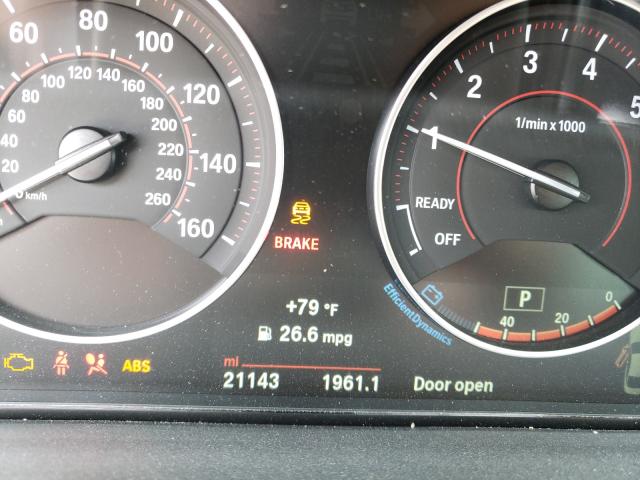 60 80 100 120 140 160
20 40 60 80 100 120 140 160 180 200 220 240 260
km/h
1 2 3 4 5
1/min x 1000
READY
OFF
BRAKE
P
40 20 0
EfficientDynamics
+79 °F
26.6 mpg
ABS
mi
21143 1961.1 Door open